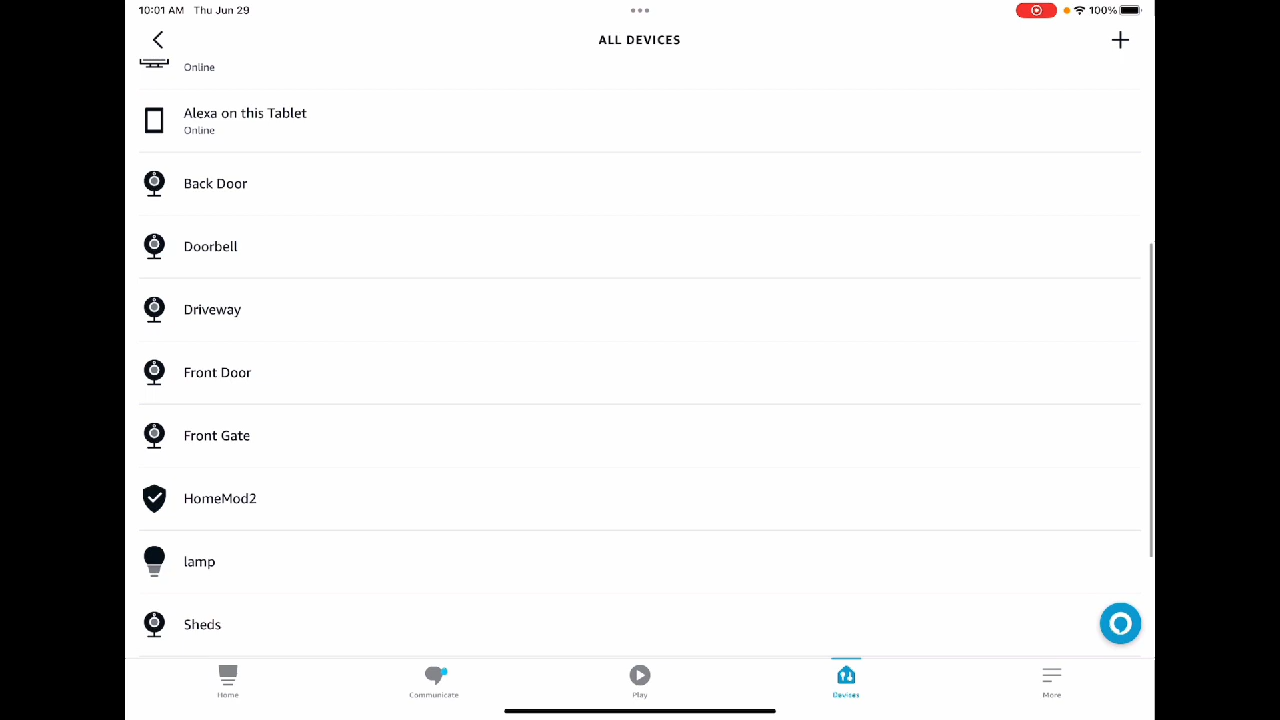 10:01 AM Thu Jun 29
100%
ALL DEVICES
Online
Alexa on this Tablet
Online
Back Door
Doorbell
Driveway
Front Door
Front Gate
HomeMod2
lamp
Sheds
Home
Communicate
Play
Devices
More